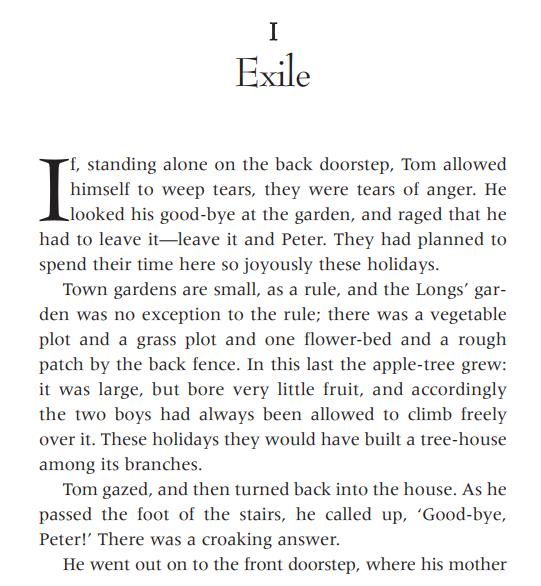 I
Exile
If, standing alone on the back doorstep, Tom allowed
himself to weep tears, they were tears of anger. He
looked his good-bye at the garden, and raged that he
had to leave it—leave it and Peter. They had planned to
spend their time here so joyously these holidays.
Town gardens are small, as a rule, and the Longs’ gar-
den was no exception to the rule; there was a vegetable
plot and a grass plot and one flower-bed and a rough
patch by the back fence. In this last the apple-tree grew:
it was large, but bore very little fruit, and accordingly
the two boys had always been allowed to climb freely
over it. These holidays they would have built a tree-house
among its branches.
Tom gazed, and then turned back into the house. As he
passed the foot of the stairs, he called up, ‘Good-bye,
Peter!’ There was a croaking answer.
He went out on to the front doorstep, where his mother